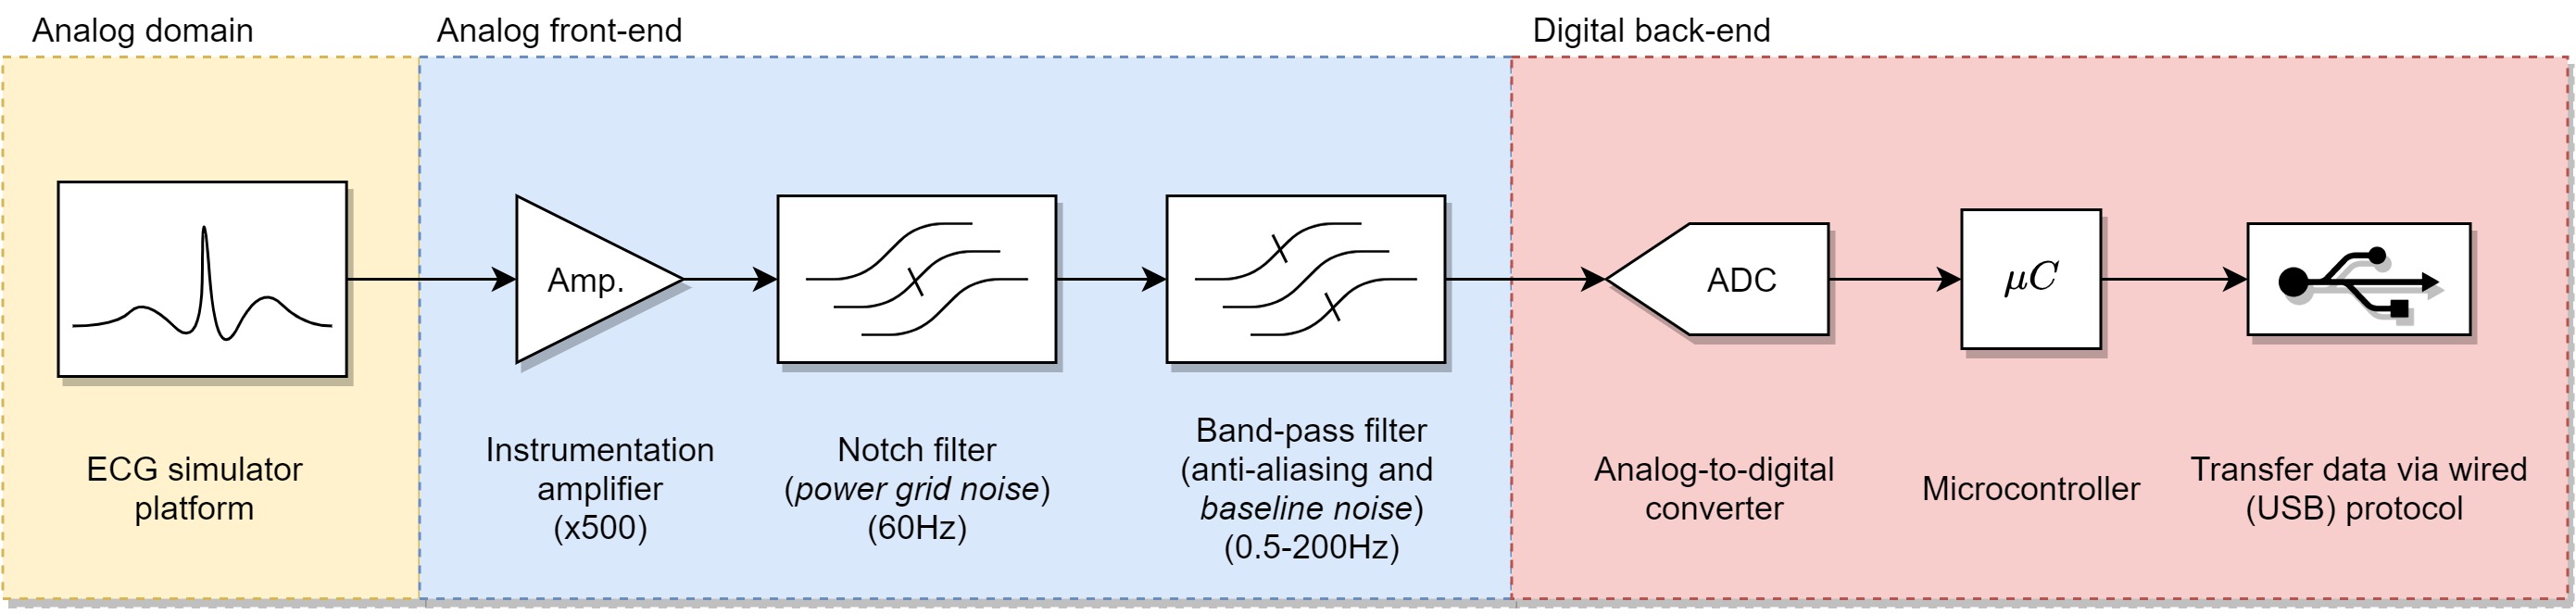 Analog domain
Analog front-end
Digital back-end
Amp.
ADC
μC
ECG simulator
platform
Instrumentation
amplifier
(x500)
Notch filter
(power grid noise)
(60Hz)
Band-pass filter
(anti-aliasing and
baseline noise)
(0.5-200Hz)
Analog-to-digital
converter
Microcontroller
Transfer data via wired
(USB) protocol